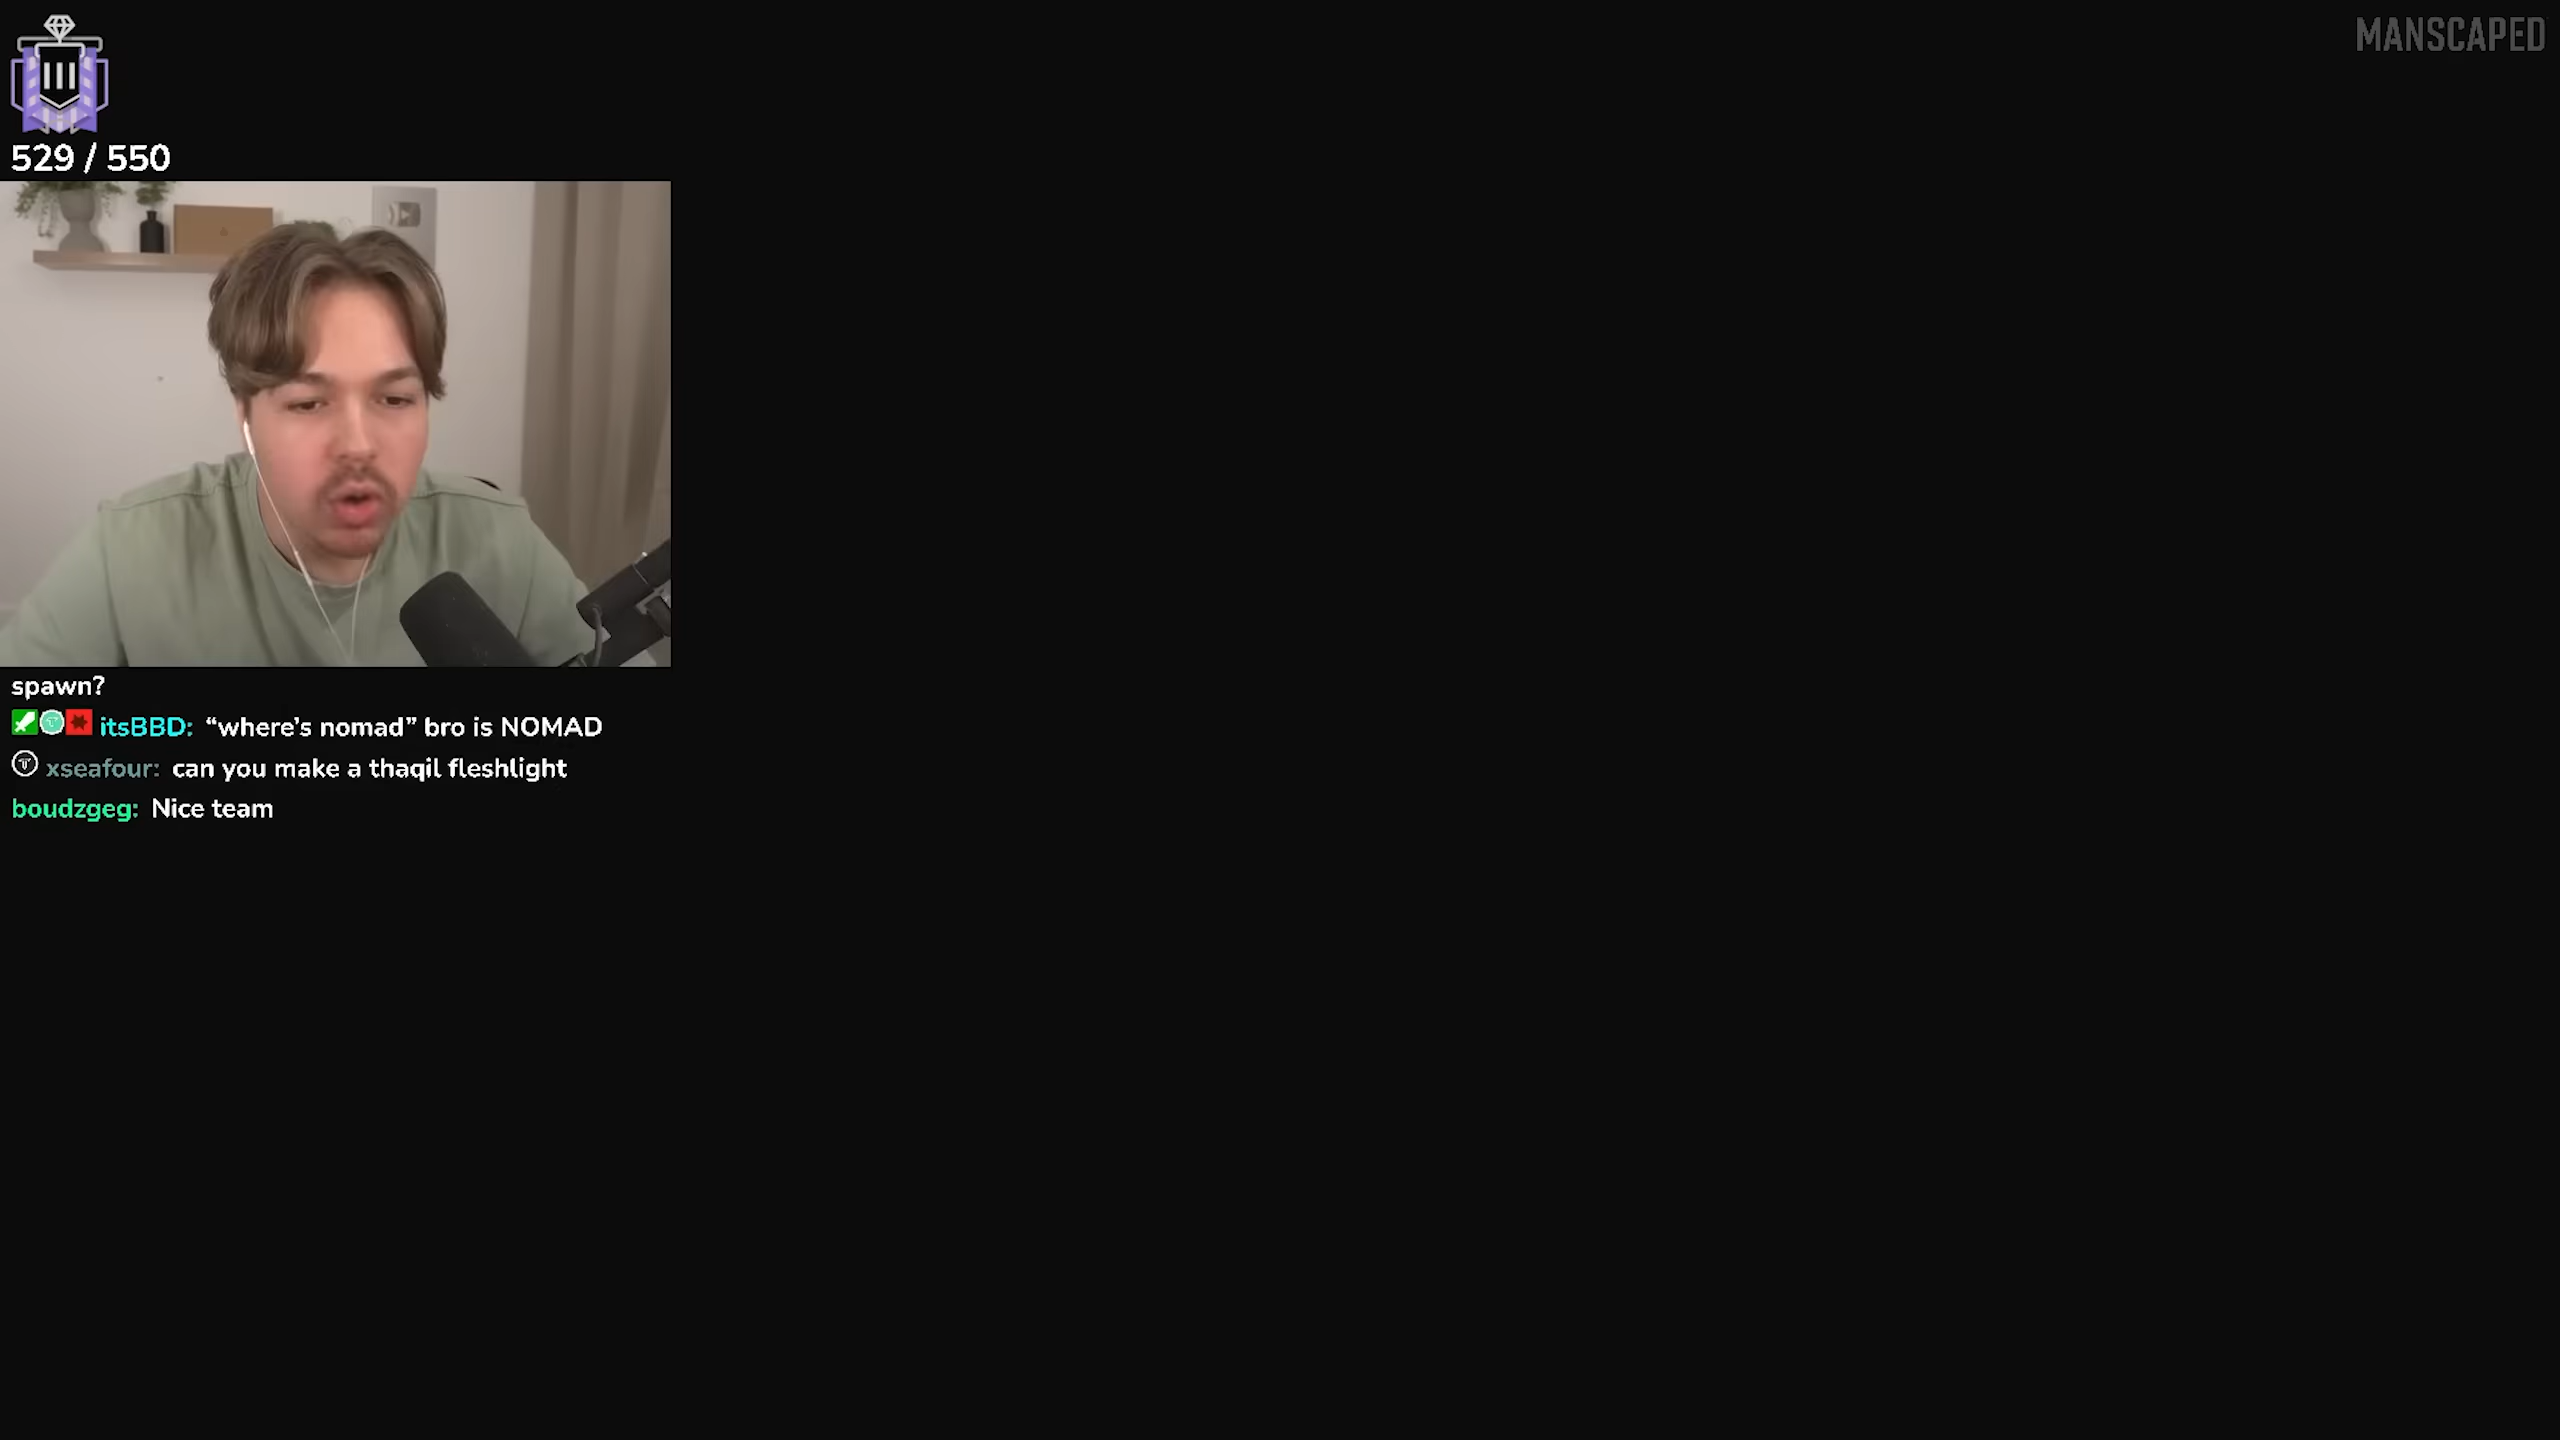 MANSCAPED
III
529 / 550
spawn?
itsBBD: “where’s nomad” bro is NOMAD
xseafour: can you make a thaqil fleshlight
boudzgeg: Nice team